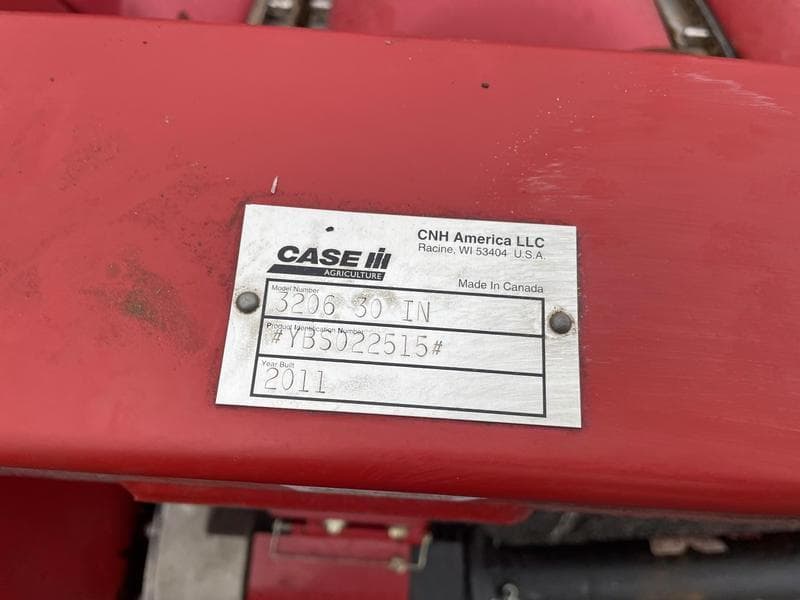 CNH America LLC
Racine, WI 53404 U.S.A.
CASE IH
AGRICULTURE
Made In Canada
Model Number
3206 30 IN
Product Identification Number
#YBS022515#
Year Built
2011